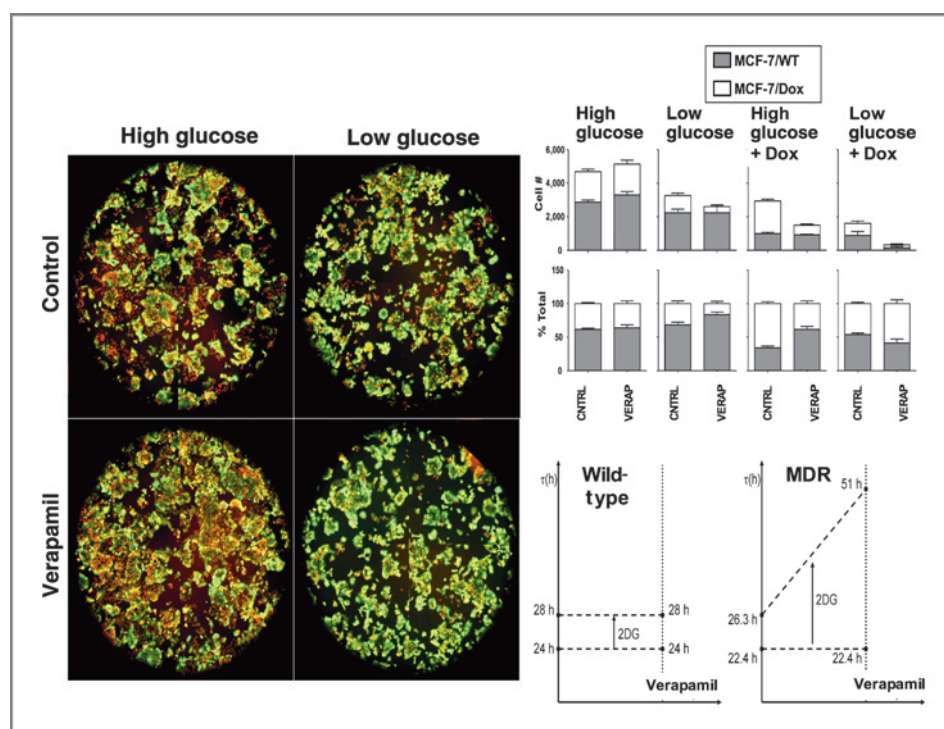 MCF-7/WT
MCF-7/Dox
High glucose
Low glucose
Control
Verapamil
High
glucose
Low
glucose
High
glucose
+ Dox
Low
glucose
+ Dox
Cell #
6,000
4,000
2,000
0
% Total
150
100
50
0
CNTRL
VERAP
CNTRL
VERAP
CNTRL
VERAP
CNTRL
VERAP
τ(h)
Wild-
type
28 h
28 h
2DG
24 h
24 h
Verapamil
τ(h)
MDR
51 h
2DG
26.3 h
22.4 h
22.4 h
Verapamil